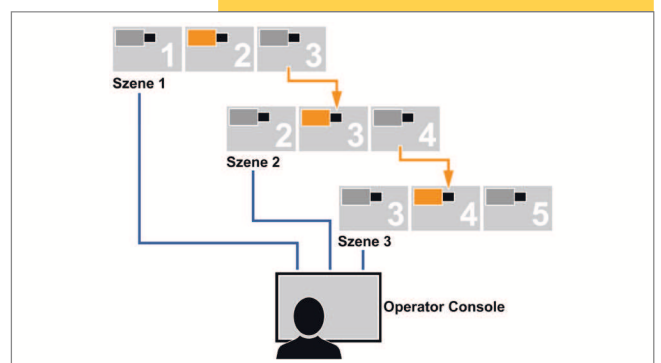 1 2 3
Szene 1
2 3 4
Szene 2
3 4 5
Szene 3
Operator Console